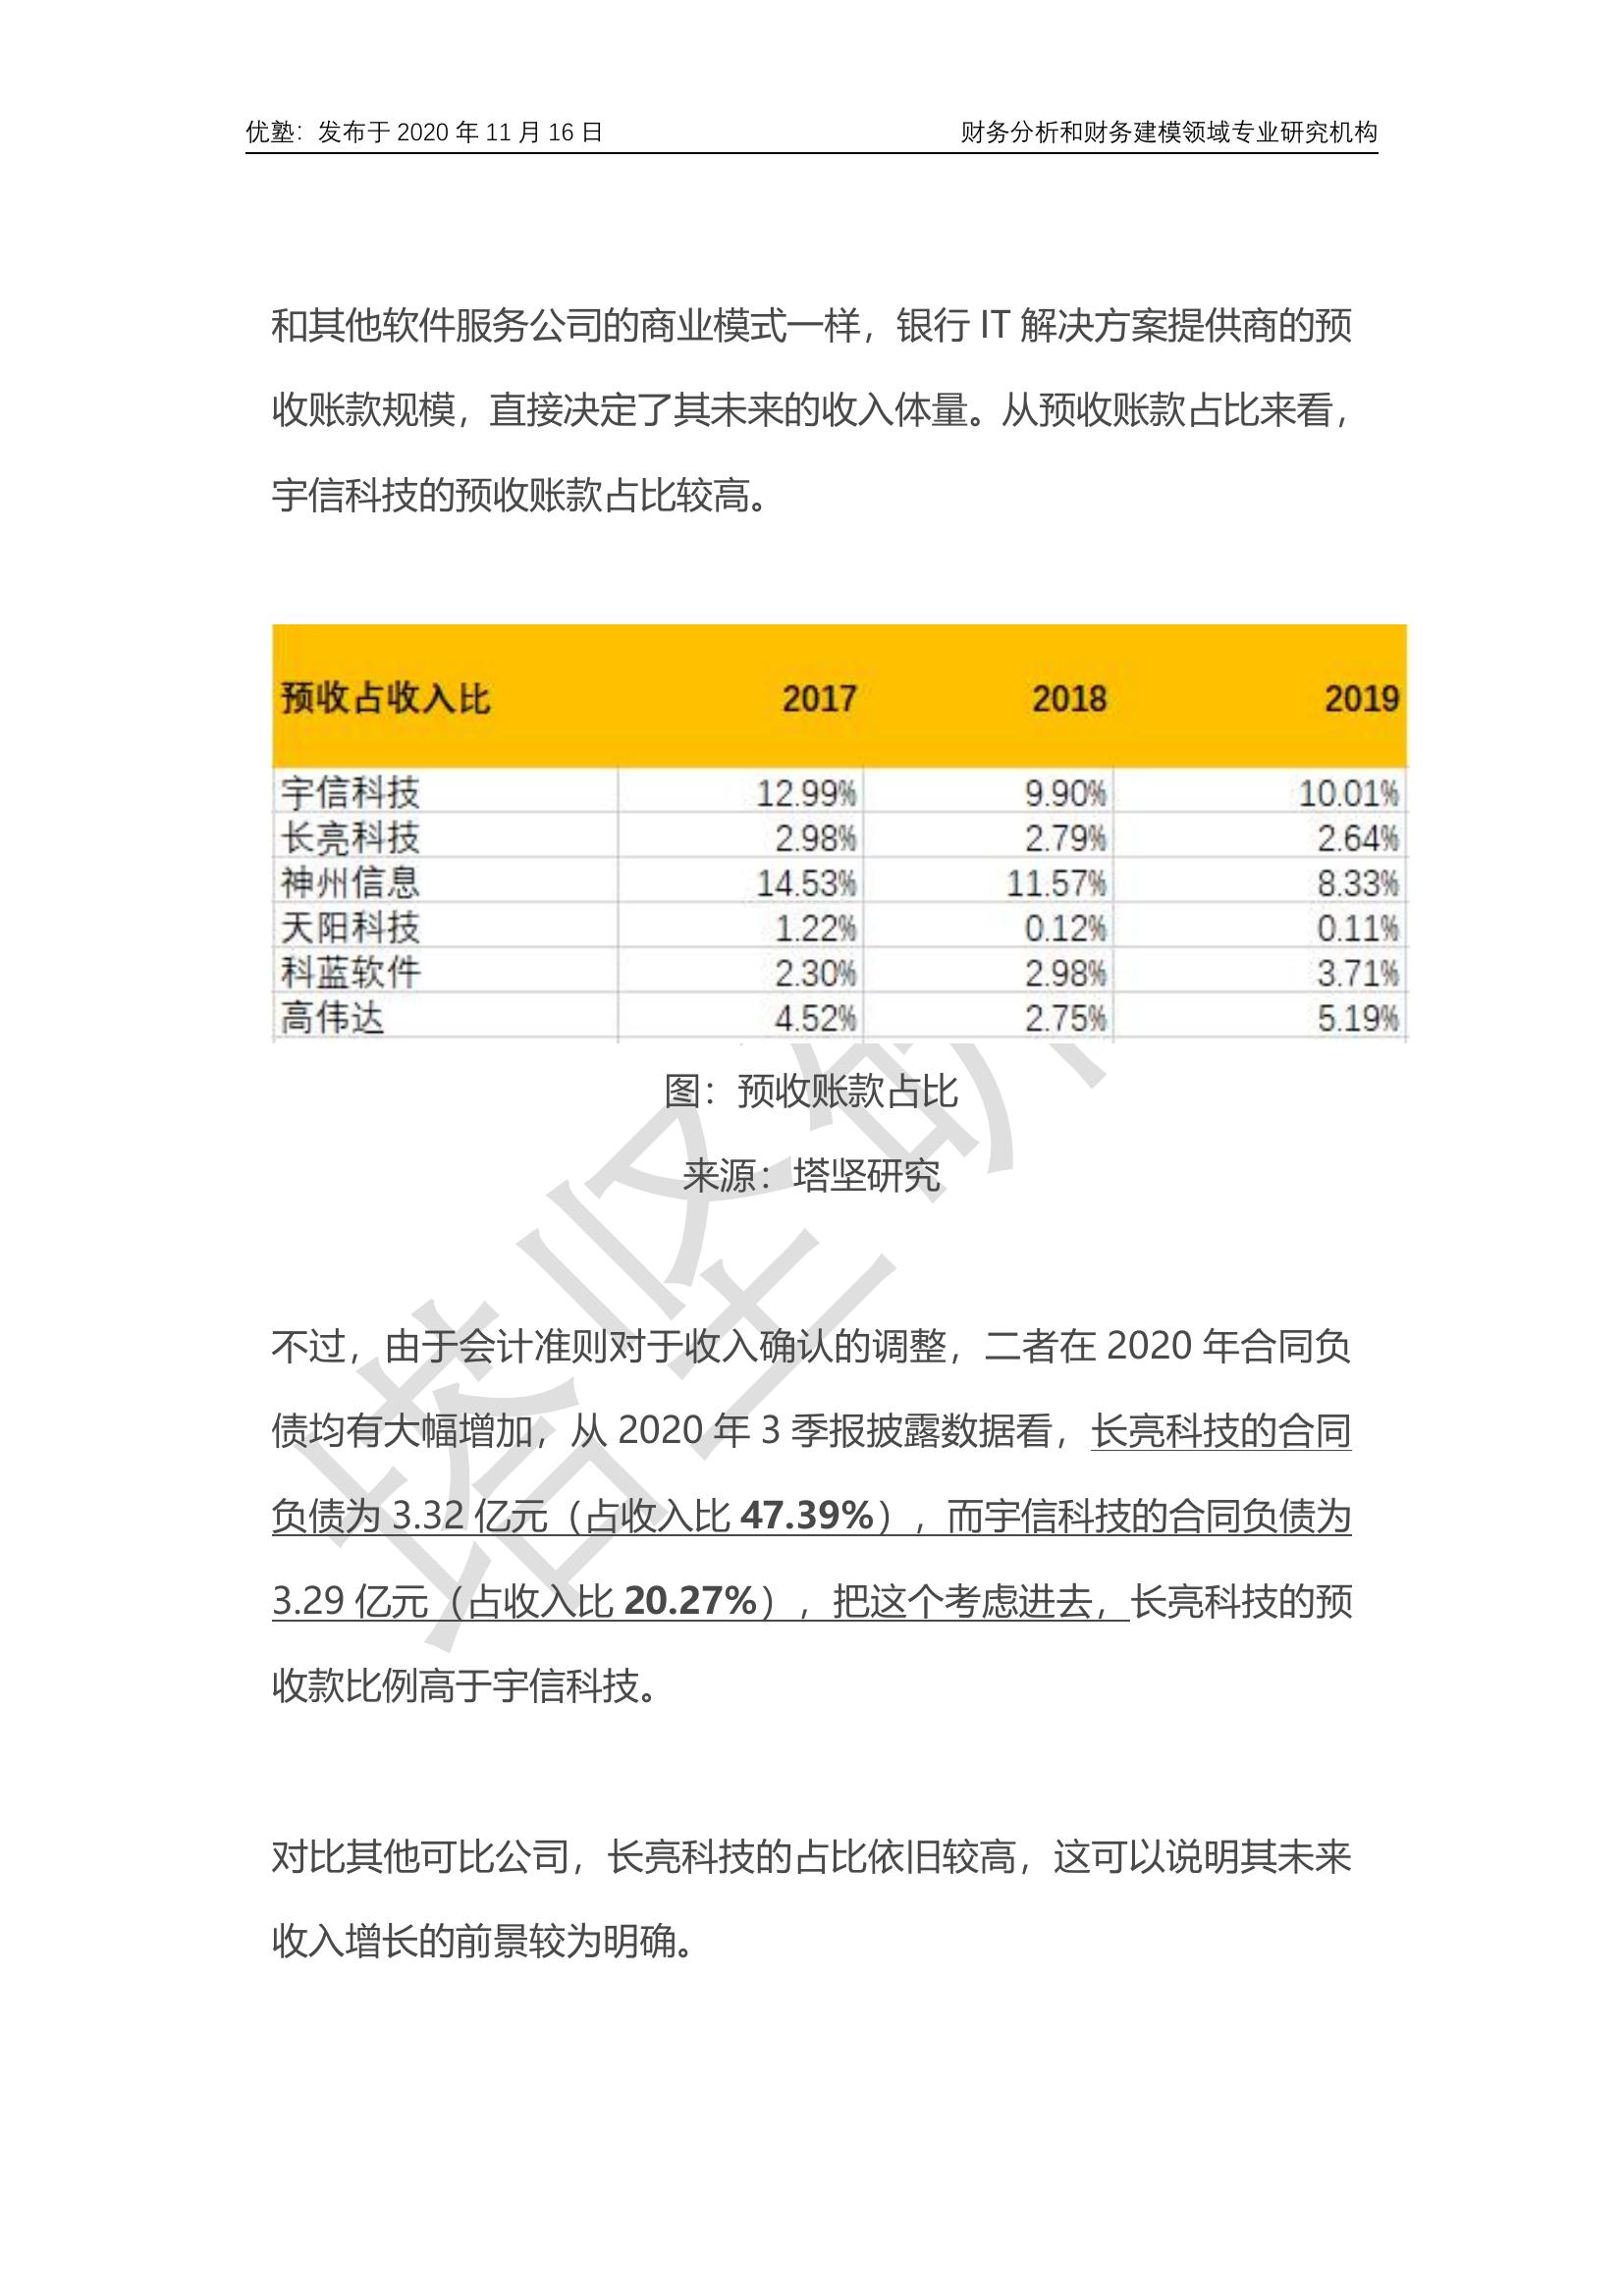 优塾：发布于 2020 年 11 月 16 日 财务分析和财务建模领域专业研究机构
和其他软件服务公司的商业模式一样，银行 IT 解决方案提供商的预
收账款规模，直接决定了其未来的收入体量。从预收账款占比来看，
宇信科技的预收账款占比较高。
预收占收入比 2017 2018 2019
宇信科技 12.99% 9.90% 10.01%
长亮科技 2.98% 2.79% 2.64%
神州信息 14.53% 11.57% 8.33%
天阳科技 1.22% 0.12% 0.11%
科蓝软件 2.30% 2.98% 3.71%
高伟达 4.52% 2.75% 5.19%
图：预收账款占比
来源：塔坚研究
不过，由于会计准则对于收入确认的调整，二者在 2020 年合同负
债均有大幅增加，从 2020 年 3 季报披露数据看，长亮科技的合同
负债为 3.32 亿元（占收入比 47.39%），而宇信科技的合同负债为
3.29 亿元（占收入比 20.27%），把这个考虑进去，长亮科技的预
收款比例高于宇信科技。
对比其他可比公司，长亮科技的占比依旧较高，这可以说明其未来
收入增长的前景较为明确。
塔坚研